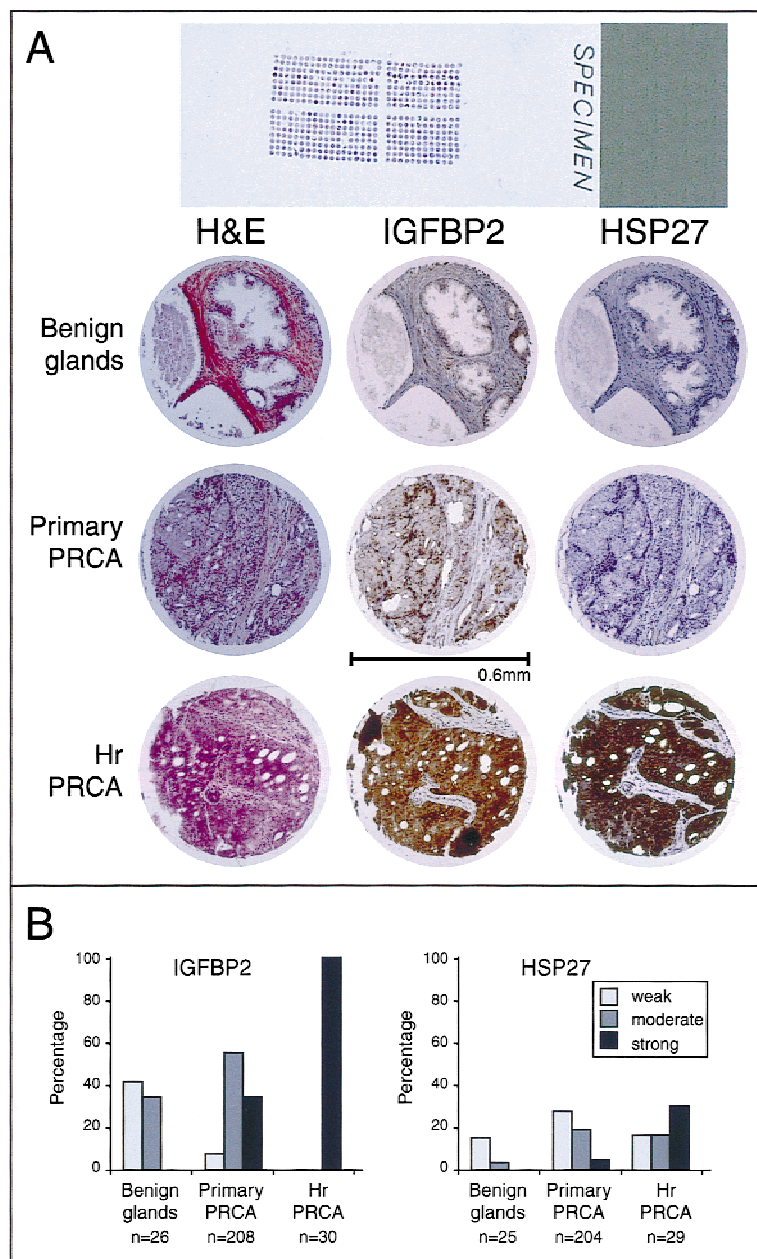 A
SPECIMEN
H&E IGFBP2 HSP27
Benign
glands
Primary
PRCA
0.6mm
Hr
PRCA
B
IGFBP2
100
80
60
40
20
0
Percentage
Benign
glands
n=26
Primary
PRCA
n=208
Hr
PRCA
n=30
HSP27
100
80
60
40
20
0
Percentage
weak
moderate
strong
Benign
glands
n=25
Primary
PRCA
n=204
Hr
PRCA
n=29